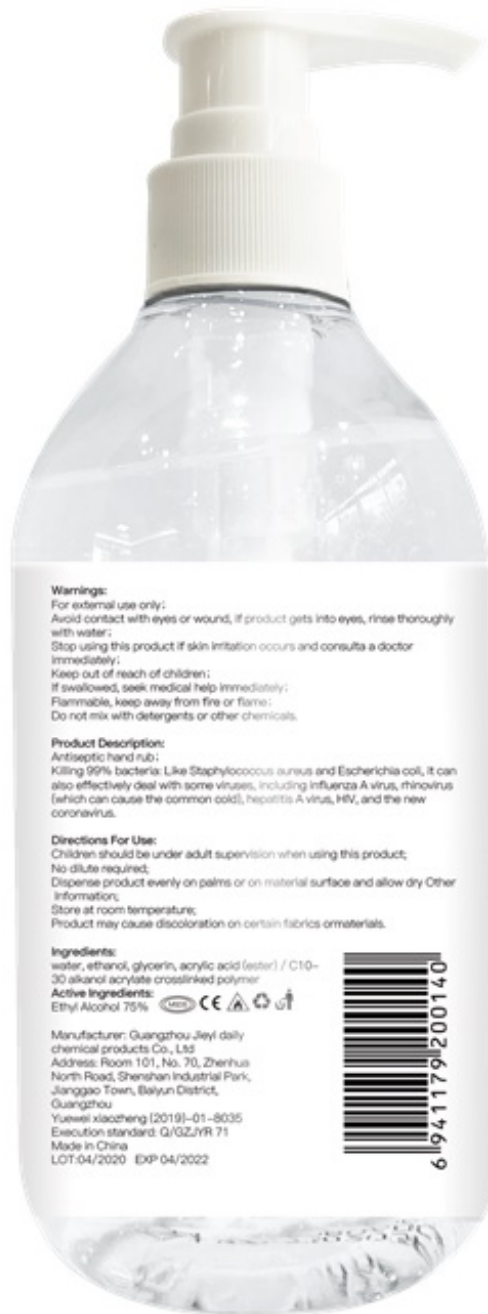 Warnings:
For external use only;
Avoid contact with eyes or wound, if product gets into eyes, rinse thoroughly
with water;
Stop using this product if skin irritation occurs and consulta a doctor
immediately;
Keep out of reach of children;
If swallowed, seek medical help immediately;
Flammable, keep away from fire or flame;
Do not mix with detergents or other chemicals.
Product Description:
Antiseptic hand rub;
Killing 99% bacteria: Like Staphylococcus aureus and Escherichia coli, it can
also effectively deal with some viruses, including influenza A virus, rhinovirus
(which can cause the common cold), hepatitis A virus, HIV, and the new
coronavirus.
Directions For Use:
Children should be under adult supervision when using this product;
No dilute required;
Dispense product evenly on palms or on material surface and allow dry Other
Information;
Store at room temperature;
Product may cause discoloration on certain fabrics ormaterials.
Ingredients:
water, ethanol, glycerin, acrylic acid (ester) / C10-
30 alkanol acrylate crosslinked polymer
Active Ingredients:
Ethyl Alcohol 75% MSDS CE
Manufacturer: Guangzhou Jieyi daily
chemical products Co., Ltd
Address: Room 101, No. 70, Zhenhua
North Road, Shenshan Industrial Park,
Jianggao Town, Baiyun District,
Guangzhou
Yuewei xiaozheng (2019)-01-8035
Execution standard: Q/GZJYR 71
Made in China
LOT:04/2020 EXP 04/2022
6 941179 200140